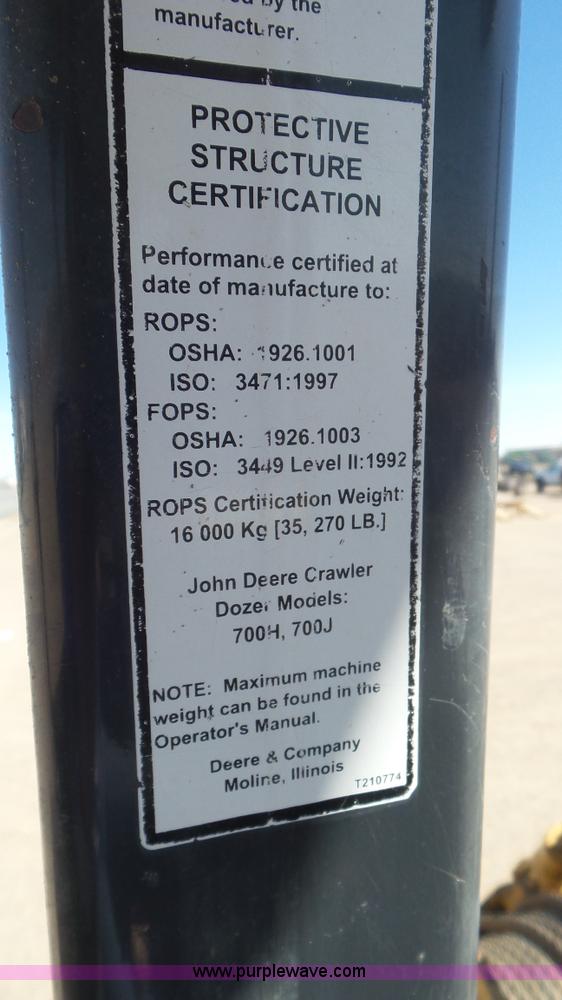 by the
manufacturer.
PROTECTIVE
STRUCTURE
CERTIFICATION
Performance certified at
date of manufacture to:
ROPS:
OSHA: 1926.1001
ISO: 3471:1997
FOPS:
OSHA: 1926.1003
ISO: 3449 Level II:1992
ROPS Certification Weight:
16 000 Kg [35, 270 LB.]
John Deere Crawler
Dozer Models:
700H, 700J
NOTE: Maximum machine
weight can be found in the
Operator's Manual.
Deere & Company
Moline, Illinois
T210774
www.purplewave.com